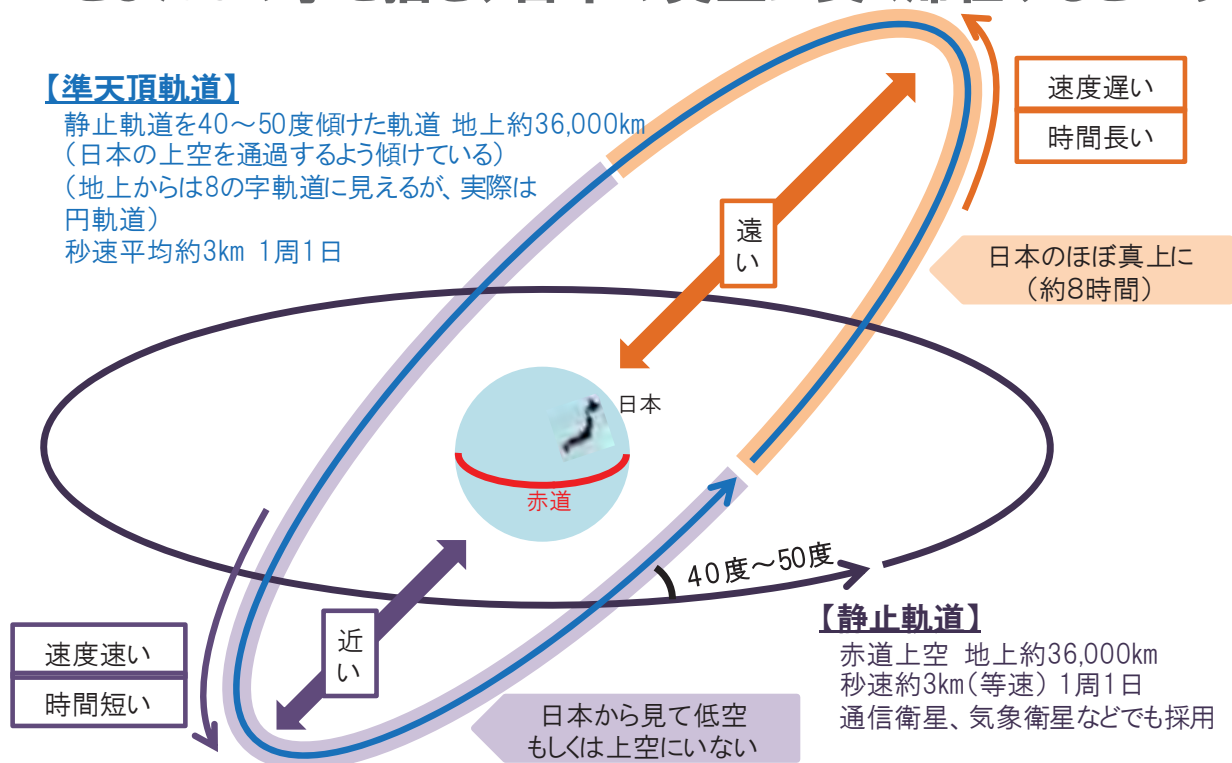 【準天頂軌道】
静止軌道を40～50度傾けた軌道 地上約36,000km
（日本の上空を通過するよう傾けている）
（地上からは8の字軌道に見えるが、実際は
円軌道）
秒速平均約3km 1周1日
速度遅い
時間長い
遠
い
日本のほぼ真上に
（約8時間）
日本
赤道
40度～50度
近
い
速度速い
時間短い
日本から見て低空
もしくは上空にいない
【静止軌道】
赤道上空 地上約36,000km
秒速約3km（等速） 1周1日
通信衛星、気象衛星などでも採用